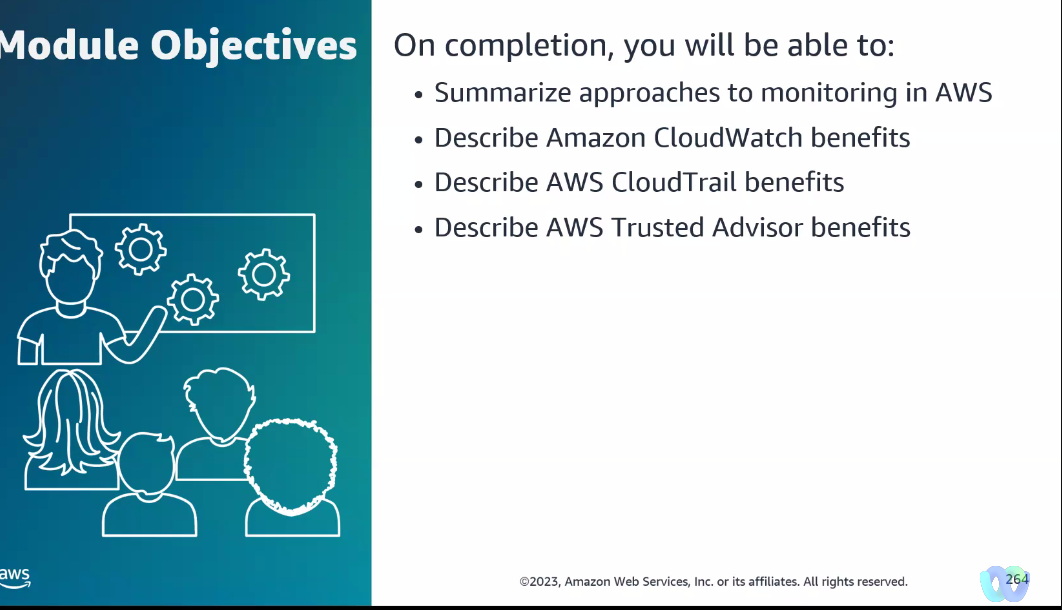 Module Objectives
On completion, you will be able to:
• Summarize approaches to monitoring in AWS
• Describe Amazon CloudWatch benefits
• Describe AWS CloudTrail benefits
• Describe AWS Trusted Advisor benefits
aws
©2023, Amazon Web Services, Inc. or its affiliates. All rights reserved.
264